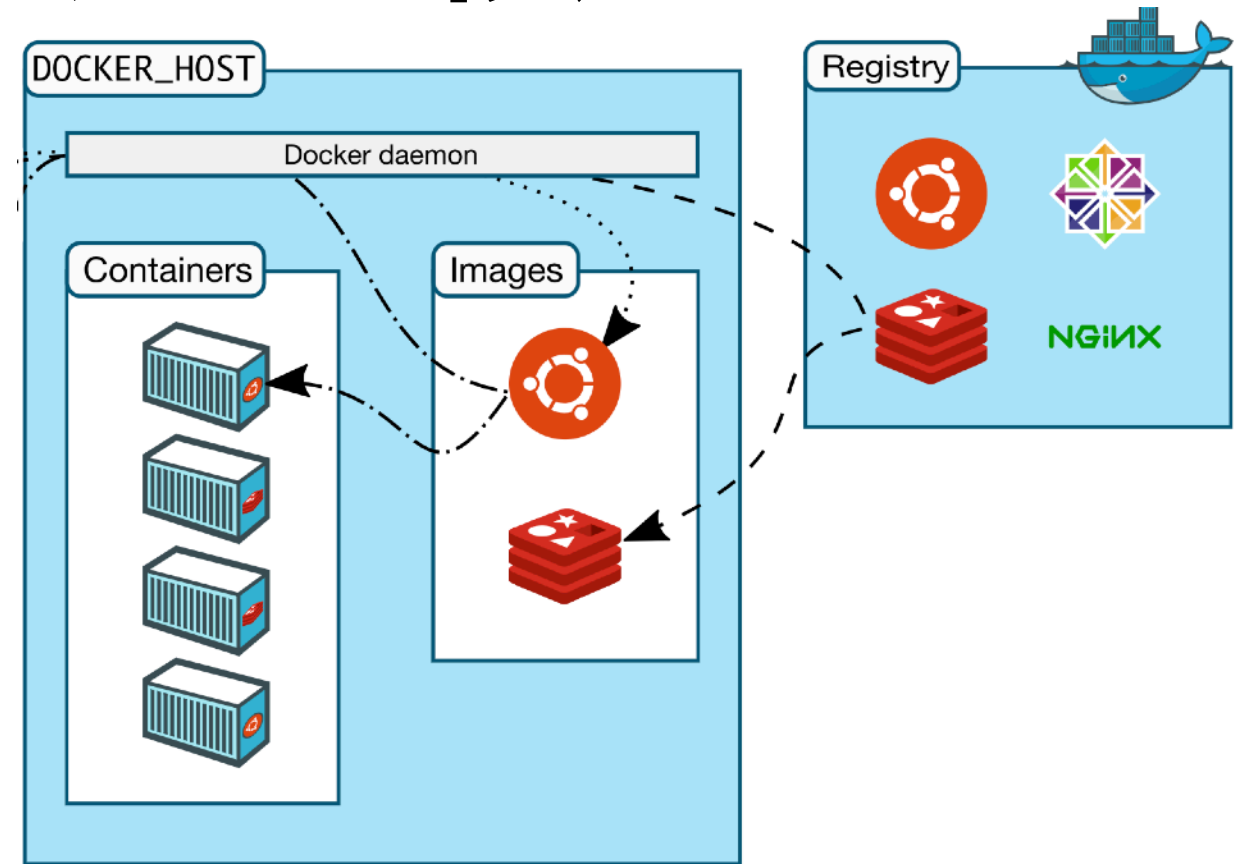 DOCKER_HOST
Registry
Docker daemon
Containers
Images
NGiNX